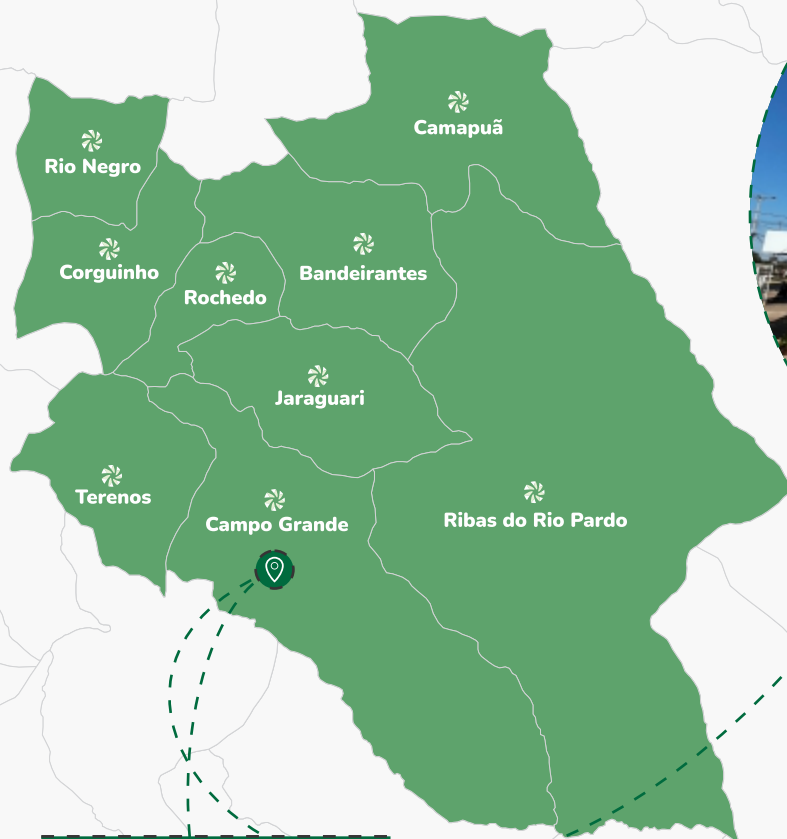 Camapuã
Rio Negro
Corguinho
Bandeirantes
Rochedo
Jaraguari
Terenos
Campo Grande
Ribas do Rio Pardo